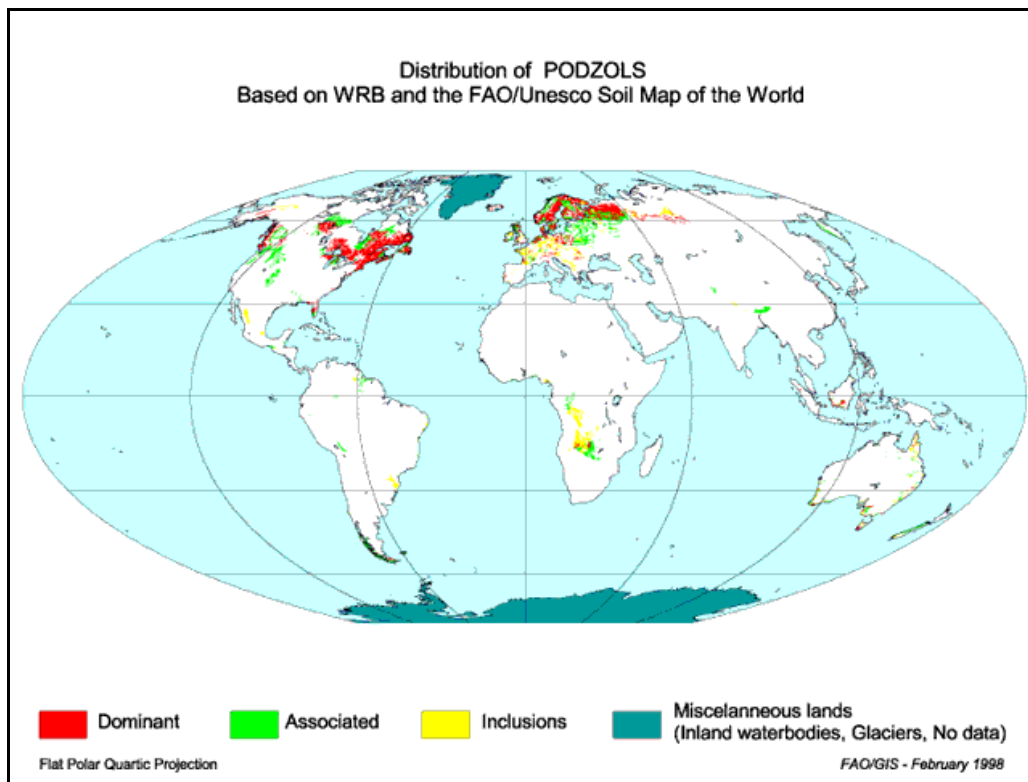 Distribution of PODZOLS
Based on WRB and the FAO/Unesco Soil Map of the World
Dominant
Associated
Inclusions
Miscelanneous lands
(Inland waterbodies, Glaciers, No data)
Flat Polar Quartic Projection
FAO/GIS - February 1998